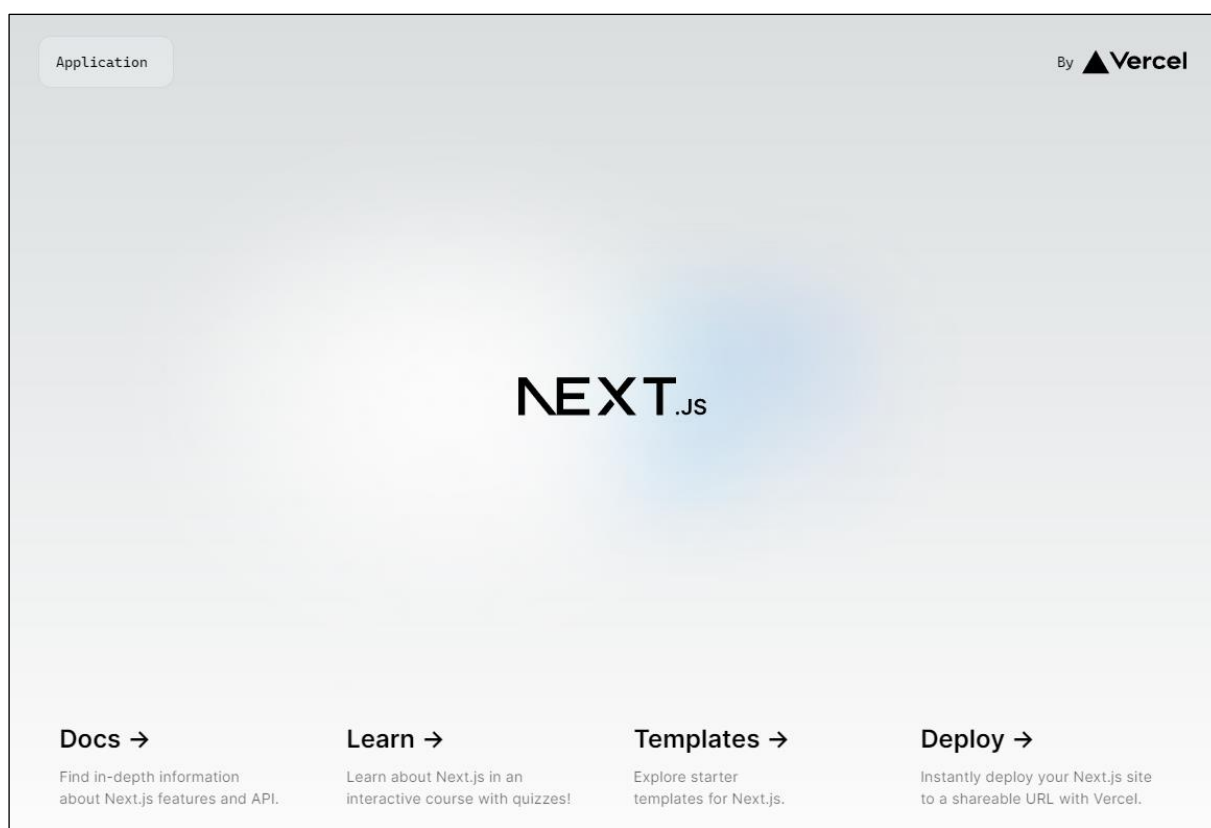 Application
By Vercel
NEXT.JS
Docs →
Find in-depth information
about Next.js features and API.
Learn →
Learn about Next.js in an
interactive course with quizzes!
Templates →
Explore starter
templates for Next.js.
Deploy →
Instantly deploy your Next.js site
to a shareable URL with Vercel.